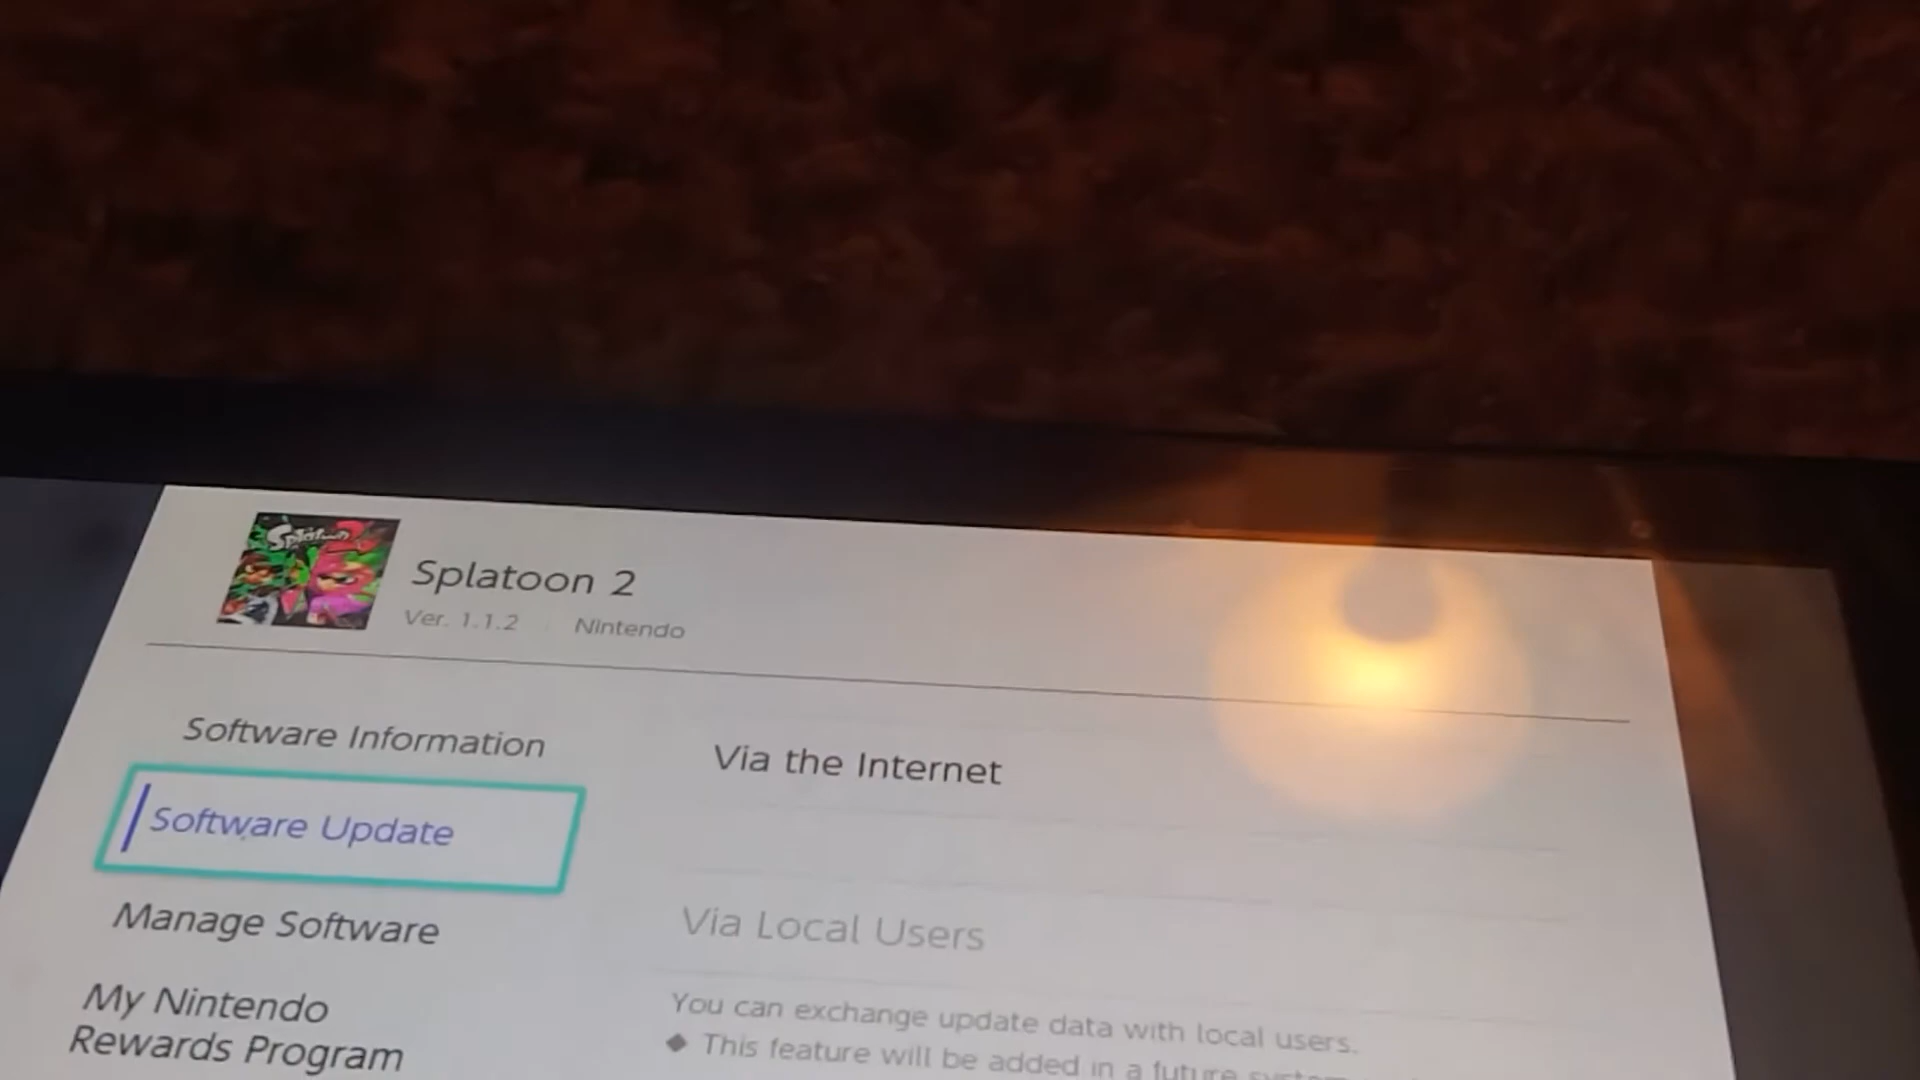 Splatoon 2
Splatoon 2
Ver. 1.1.2 Nintendo
Software Information
Software Update
Manage Software
My Nintendo
Rewards Program
Via the Internet
Via Local Users
You can exchange update data with local users.
◆ This feature will be added in a future